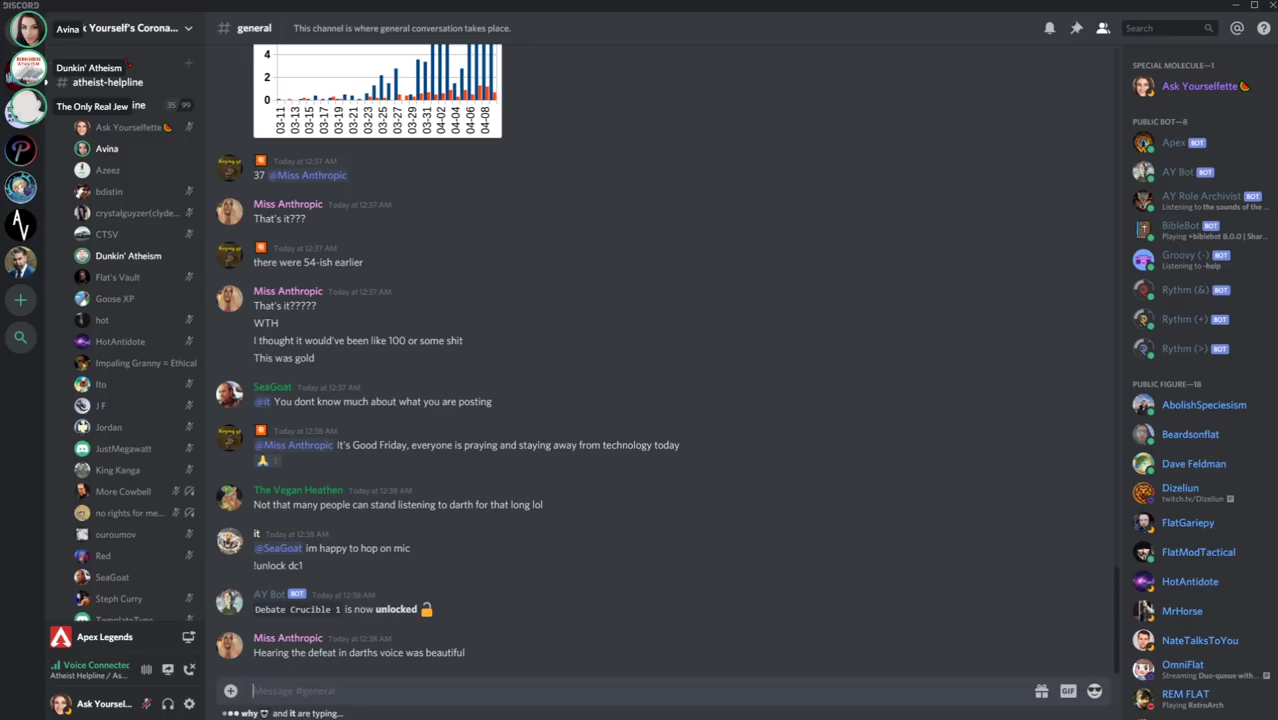 DISCORD
Avina
sk Yourself's Corona...
# general
This channel is where general conversation takes place.
Search
Dunkin' Atheism
# atheist-helpline
The Only Real Jew
ine
35 99
Ask Yourselfette🍉
Avina
Azeez
bdistin
crystalguyzer(clyde...
CTSV
Dunkin' Atheism
Flat's Vault
Goose XP
hot
HotAntidote
Impaling Granny = Ethical
Ito
J F
Jordan
JustMegawatt
King Kanga
More Cowbell
no rights for me...
ouroumov
Red
SeaGoat
Steph Curry
TemplateType
Apex Legends
Voice Connected
Atheist Helpline / As...
Ask Yoursel...
4
2
0
03-11
03-13
03-15
03-17
03-19
03-21
03-23
03-25
03-27
03-29
03-31
04-02
04-04
04-06
04-08
Today at 12:37 AM
37 @Miss Anthropic
Miss Anthropic Today at 12:37 AM
That's it???
Today at 12:37 AM
there were 54-ish earlier
Miss Anthropic Today at 12:37 AM
That's it?????
WTH
I thought it would've been like 100 or some shit
This was gold
SeaGoat Today at 12:37 AM
@it You dont know much about what you are posting
Today at 12:38 AM
@Miss Anthropic It's Good Friday, everyone is praying and staying away from technology today
🙏 1
The Vegan Heathen Today at 12:38 AM
Not that many people can stand listening to darth for that long lol
it Today at 12:38 AM
@SeaGoat im happy to hop on mic
!unlock dc1
AY Bot BOT Today at 12:38 AM
Debate Crucible 1 is now unlocked 🔓
Miss Anthropic Today at 12:38 AM
Hearing the defeat in darths voice was beautiful
Message #general
GIF
why and it are typing...
SPECIAL MOLECULE—1
Ask Yourselfette🍉
PUBLIC BOT—8
Apex BOT
AY Bot BOT
AY Role Archivist BOT
Listening to the sounds of the ...
BibleBot BOT
Playing +biblebot 8.0.0 | Shar...
Groovy (-) BOT
Listening to -help
Rythm (&) BOT
Rythm (+) BOT
Rythm (>) BOT
PUBLIC FIGURE—18
AbolishSpeciesism
Beardsonflat
Dave Feldman
Dizeliun
twitch.tv/Dizeliun
FlatGariepy
FlatModTactical
HotAntidote
MrHorse
NateTalksToYou
OmniFlat
Streaming Duo-queue with...
REM FLAT
Playing RetroArch